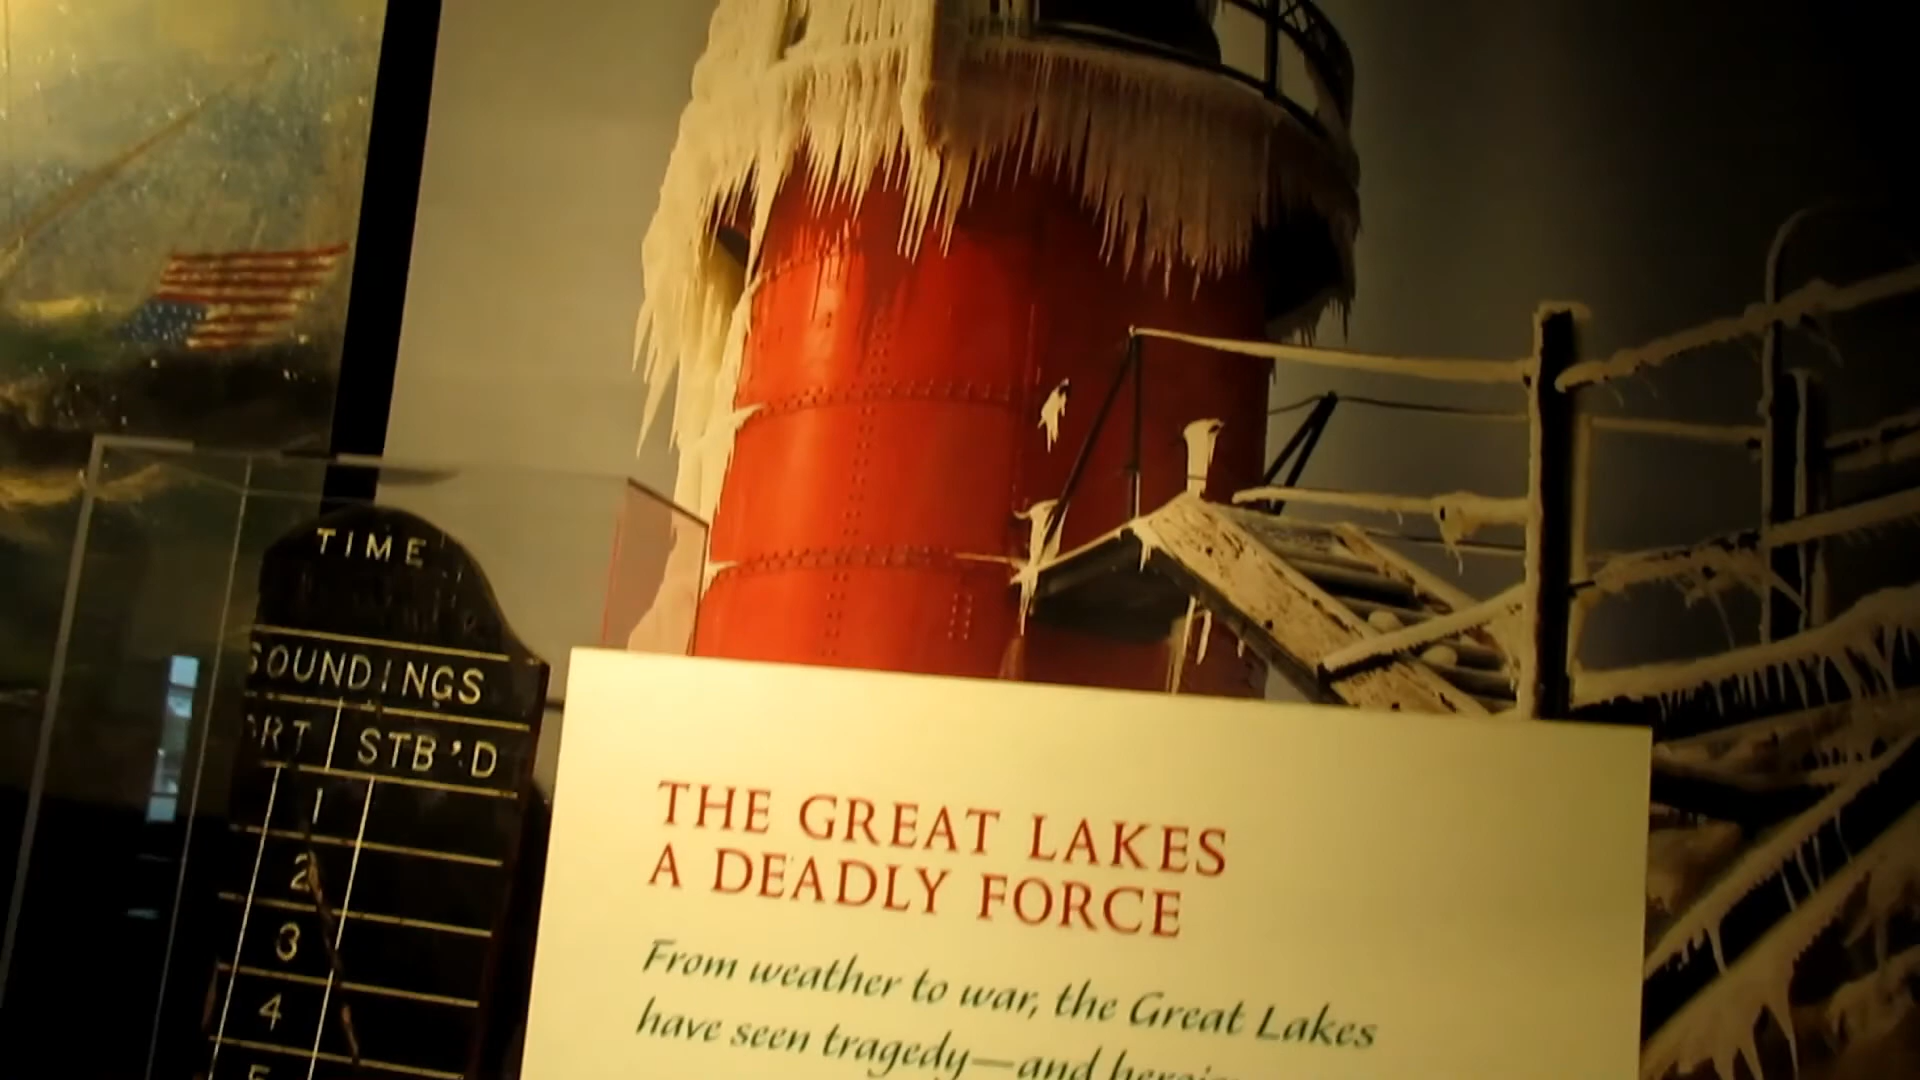 TIME
SOUNDINGS
STB'D
1
2
3
4
THE GREAT LAKES
A DEADLY FORCE
From weather to war, the Great Lakes
have seen tragedy—and